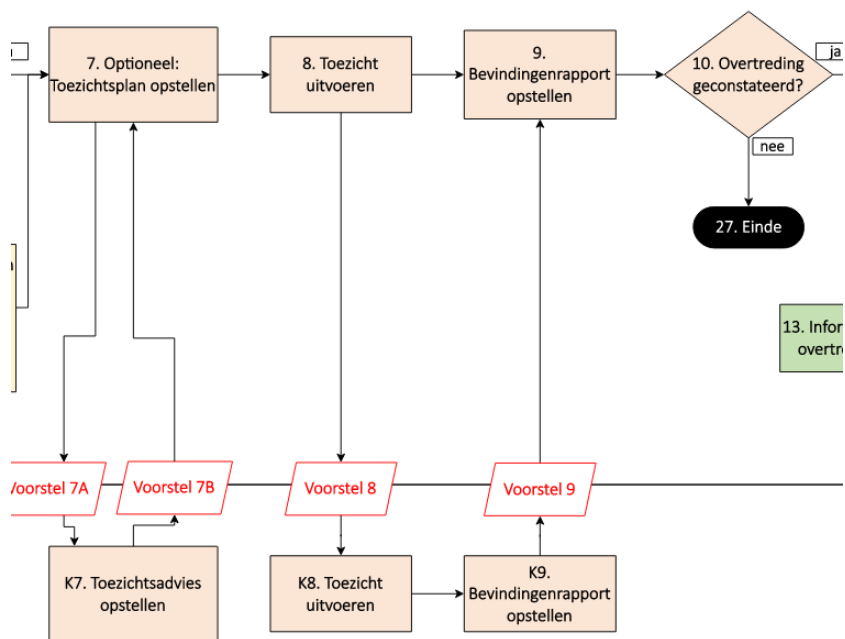 7. Optioneel:
Toezichtsplan opstellen
8. Toezicht
uitvoeren
9.
Bevindingenrapport
opstellen
10. Overtreding
geconstateerd?
ja
nee
27. Einde
13. Infor
overtre
Voorstel 7A
Voorstel 7B
Voorstel 8
Voorstel 9
K7. Toezichtsadvies
opstellen
K8. Toezicht
uitvoeren
K9.
Bevindingenrapport
opstellen